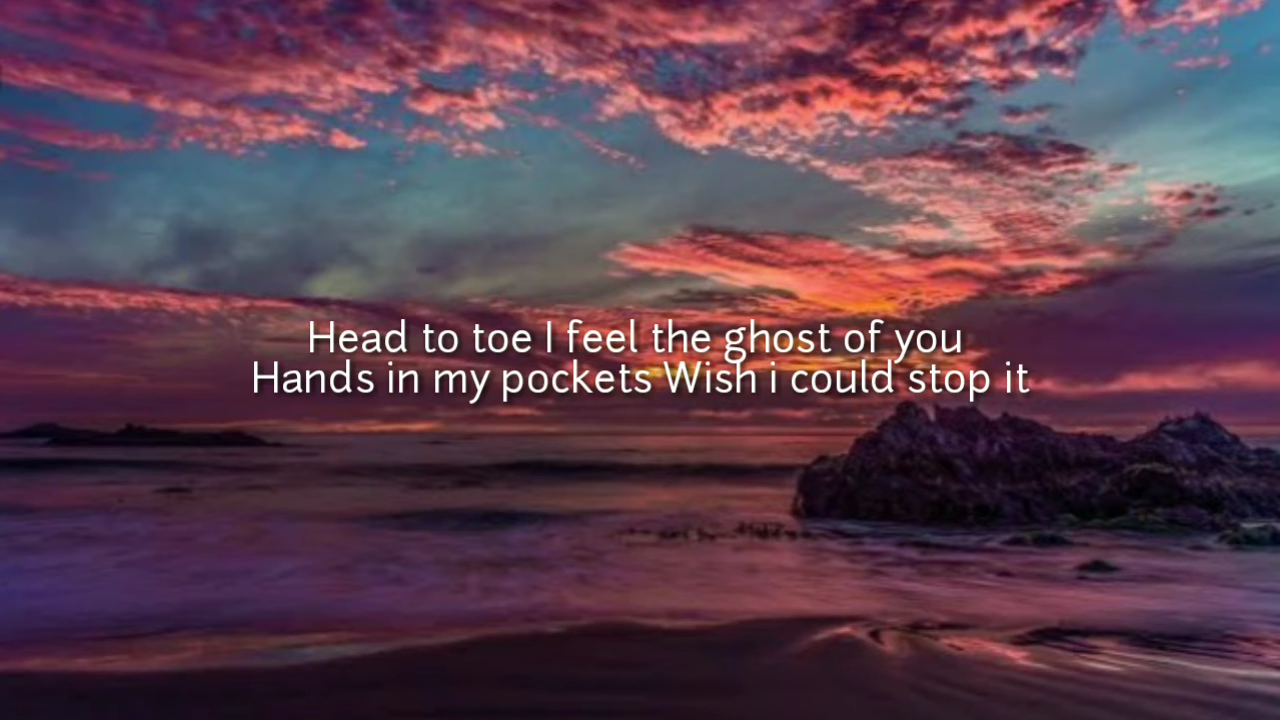 Head to toe I feel the ghost of you
Hands in my pockets Wish i could stop it